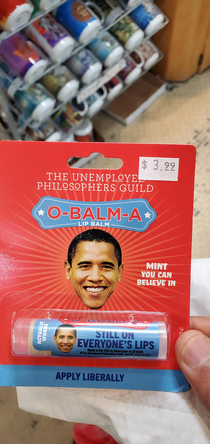 $ 3.99
THE UNEMPLOYED
PHILOSOPHERS GUILD
O-BALM-A
LIP BALM
MINT
YOU CAN
BELIEVE IN
STILL ON
EVERYONE'S LIPS
APPLY LIBERALLY